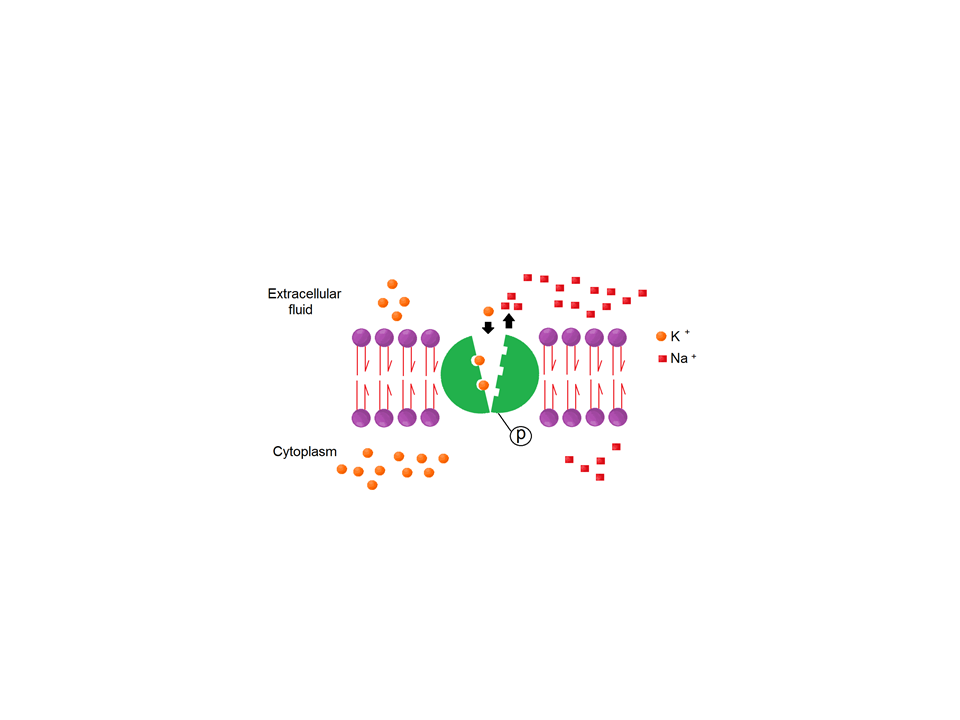 Extracellular
fluid
K +
Na +
Cytoplasm
p